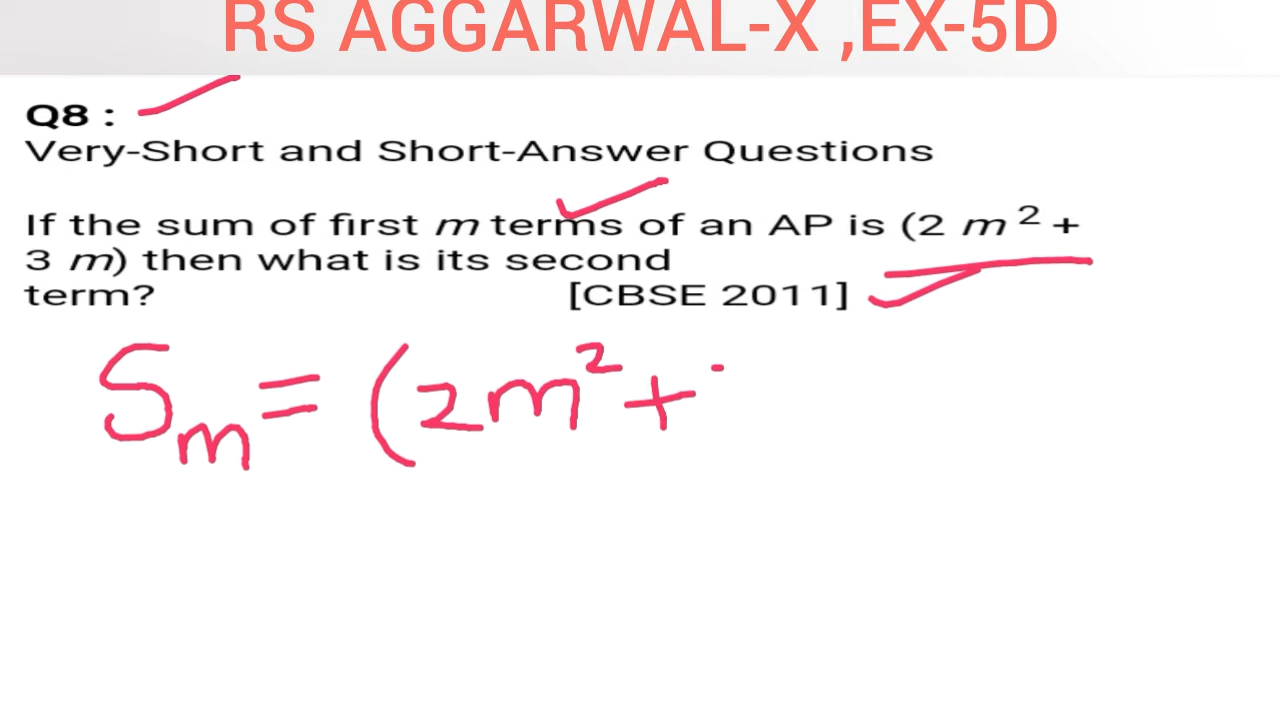 RS AGGARWAL-X ,EX-5D
Q8 :
Very-Short and Short-Answer Questions
If the sum of first m terms of an AP is (2 m² +
3 m) then what is its second
term? [CBSE 2011]
Sₘ = (2m² +